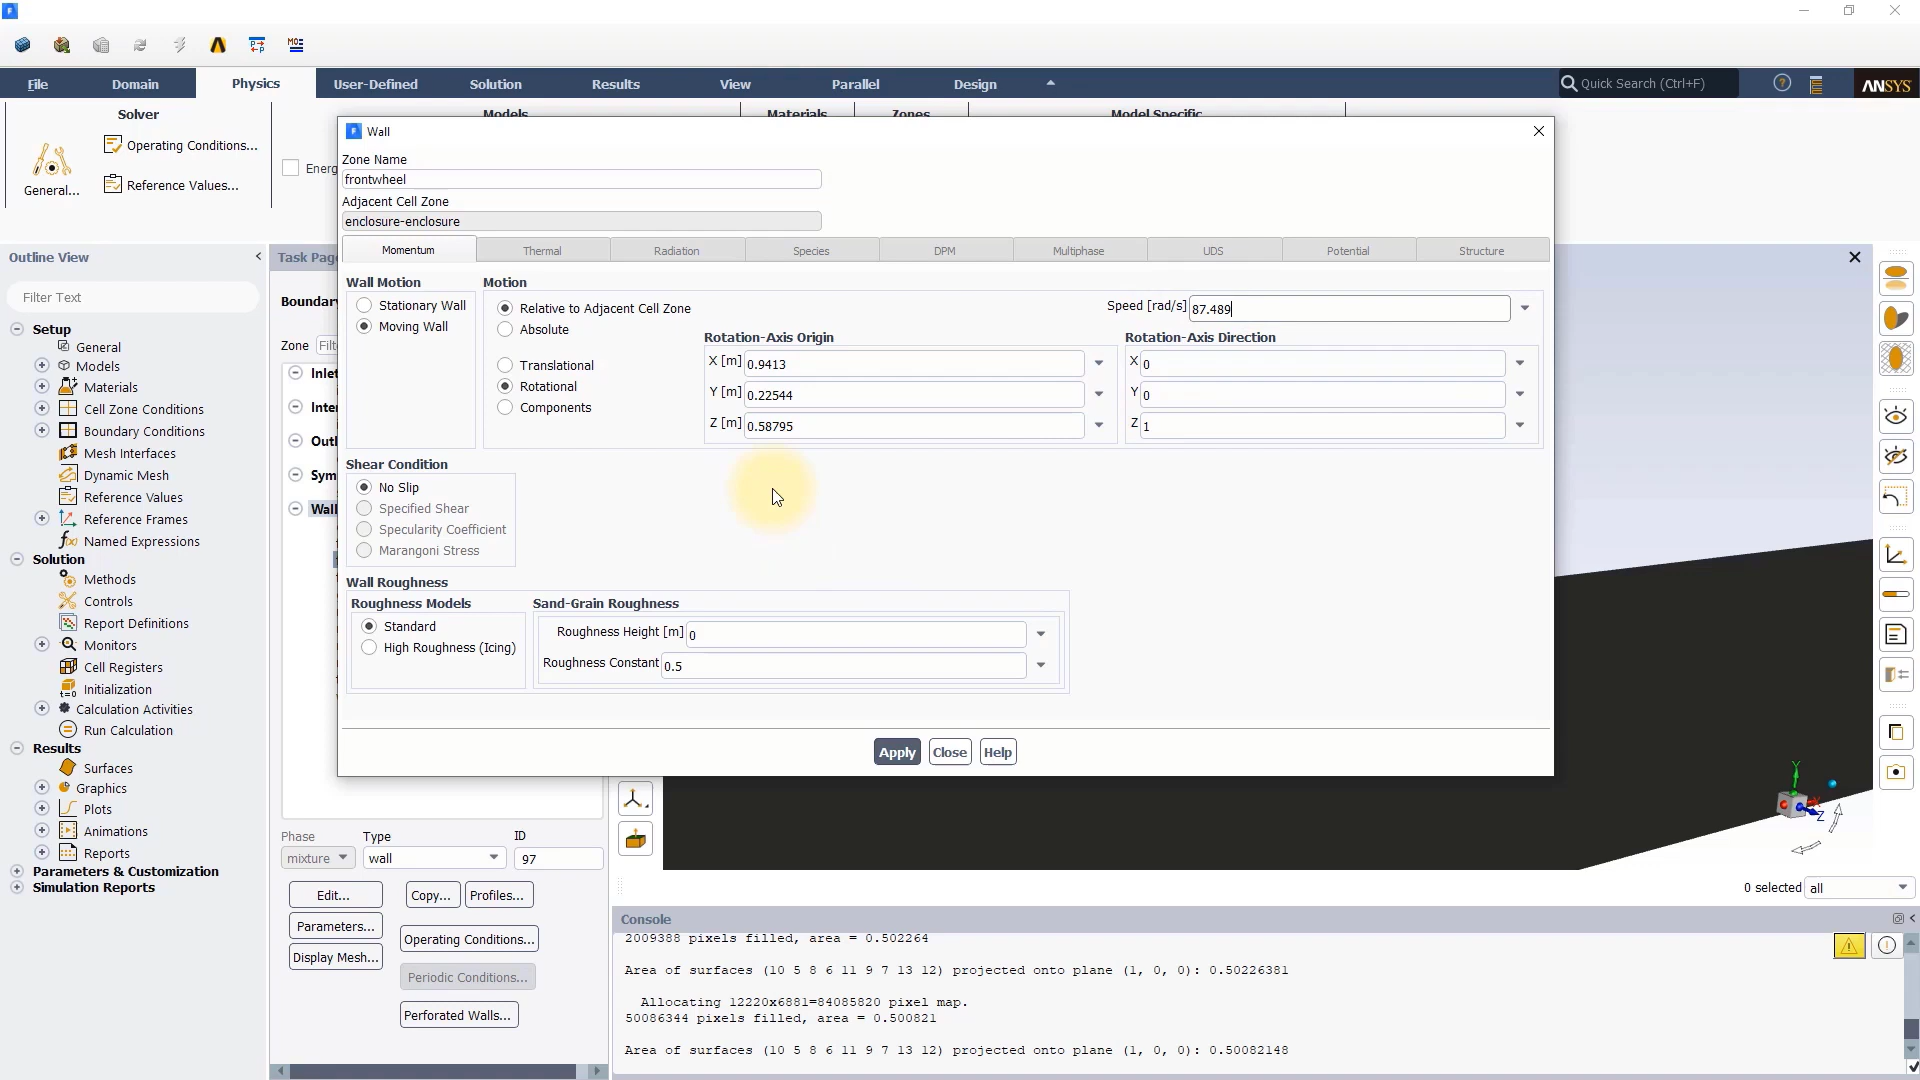 File
Domain
Physics
User-Defined
Solution
Results
View
Parallel
Design
Quick Search (Ctrl+F)
ANSYS
Solver
Models
Materials
Zones
Model Specific
General...
Operating Conditions...
Reference Values...
Energ
Wall
Zone Name
frontwheel
Adjacent Cell Zone
enclosure-enclosure
Momentum
Thermal
Radiation
Species
DPM
Multiphase
UDS
Potential
Structure
Wall Motion
Stationary Wall
Moving Wall
Motion
Relative to Adjacent Cell Zone
Absolute
Translational
Rotational
Components
Speed [rad/s] 87.489
Rotation-Axis Origin
X [m] 0.9413
Y [m] 0.22544
Z [m] 0.58795
Rotation-Axis Direction
X 0
Y 0
Z 1
Shear Condition
No Slip
Specified Shear
Specularity Coefficient
Marangoni Stress
Wall Roughness
Roughness Models
Standard
High Roughness (Icing)
Sand-Grain Roughness
Roughness Height [m] 0
Roughness Constant 0.5
Apply
Close
Help
Outline View
Filter Text
Setup
General
Models
Materials
Cell Zone Conditions
Boundary Conditions
Mesh Interfaces
Dynamic Mesh
Reference Values
Reference Frames
Named Expressions
Solution
Methods
Controls
Report Definitions
Monitors
Cell Registers
Initialization
Calculation Activities
Run Calculation
Results
Surfaces
Graphics
Plots
Animations
Reports
Parameters & Customization
Simulation Reports
Task Pag
Boundar
Zone Filt
Inlet
Inter
Outl
Sym
Wall
Phase
Type
ID
mixture
wall
97
Edit...
Copy...
Profiles...
Parameters...
Operating Conditions...
Display Mesh...
Periodic Conditions...
Perforated Walls...
Y
Z
0 selected all
Console
2009388 pixels filled, area = 0.502264
Area of surfaces (10 5 8 6 11 9 7 13 12) projected onto plane (1, 0, 0): 0.50226381
Allocating 12220x6881=84085820 pixel map.
50086344 pixels filled, area = 0.500821
Area of surfaces (10 5 8 6 11 9 7 13 12) projected onto plane (1, 0, 0): 0.50082148